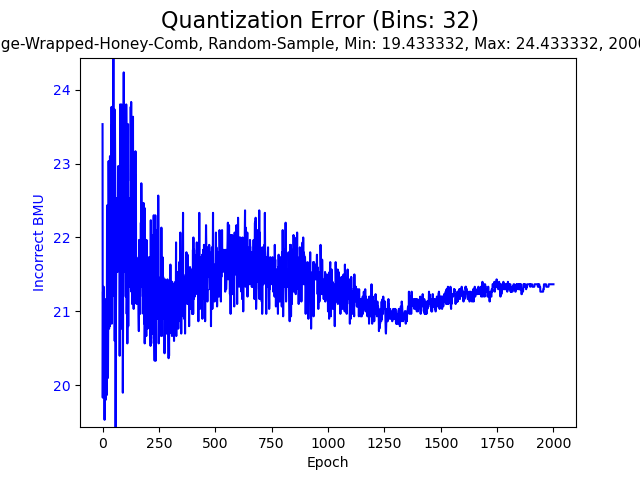 Quantization Error (Bins: 32)
ge-Wrapped-Honey-Comb, Random-Sample, Min: 19.433332, Max: 24.433332, 200
24
23
22
21
20
Incorrect BMU
0 250 500 750 1000 1250 1500 1750 2000
Epoch